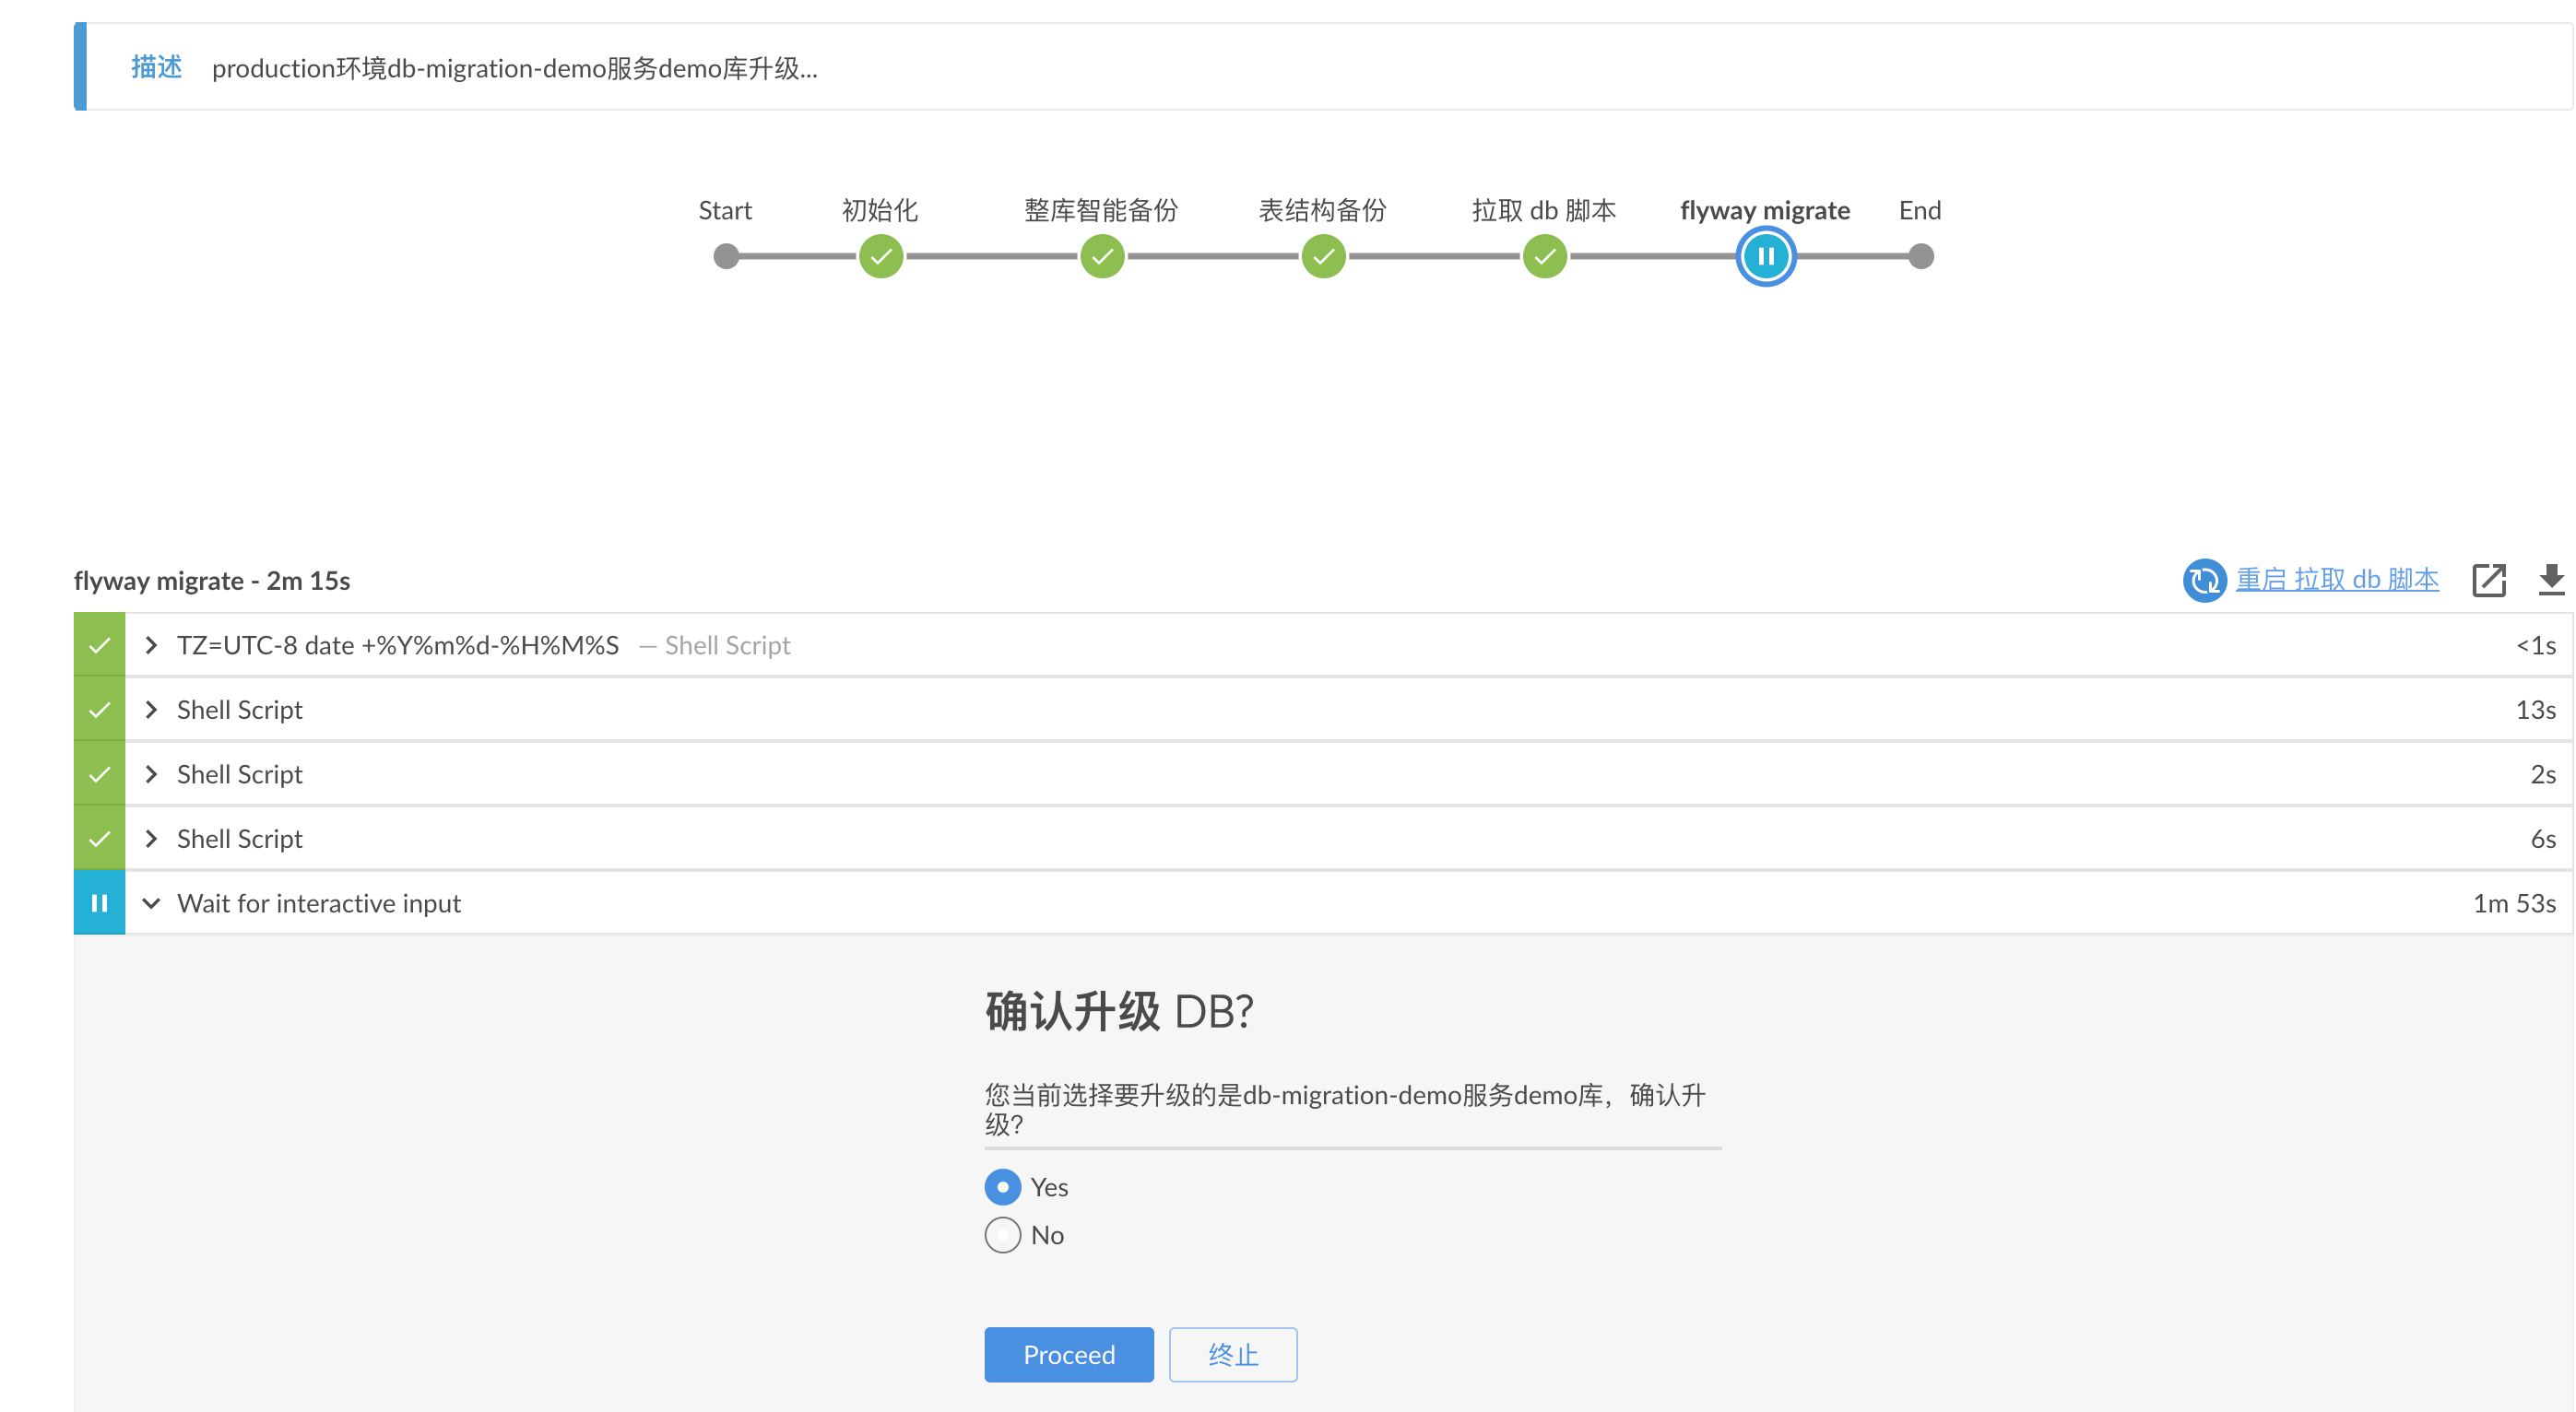 描述 production环境db-migration-demo服务demo库升级...
Start 初始化 整库智能备份 表结构备份 拉取 db 脚本 flyway migrate End
flyway migrate - 2m 15s 重启 拉取 db 脚本
TZ=UTC-8 date +%Y%m%d-%H%M%S — Shell Script <1s
Shell Script 13s
Shell Script 2s
Shell Script 6s
Wait for interactive input 1m 53s
确认升级 DB?
您当前选择要升级的是db-migration-demo服务demo库，确认升
级?
Yes
No
Proceed 终止